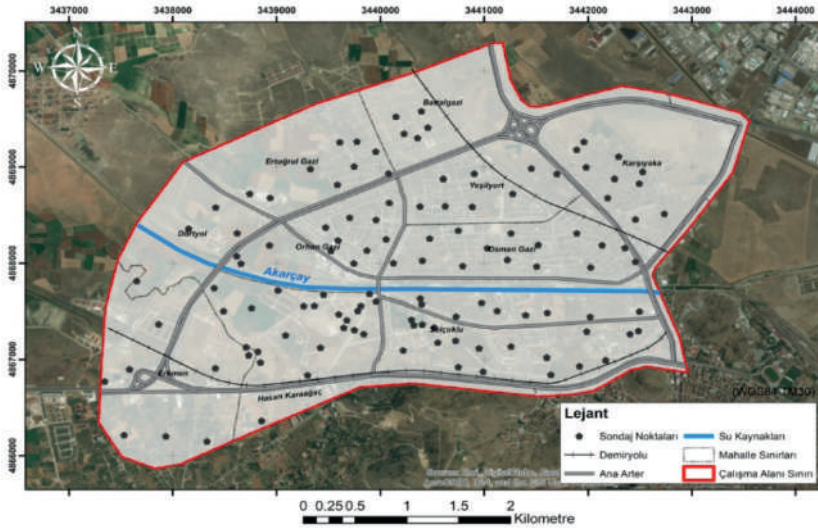 3437000 3438000 3439000 3440000 3441000 3442000 3443000 3444000
4870000
4869000
4868000
4867000
4866000
N
W E
S
Battalgazi
Ertoğrul Gazi
Karşıyaka
Yeşilyurt
Dörtyol
Orhan Gazi
Osman Gazi
Akarçay
Selçuklu
Erkmen
Hasan Karaağaç
Lejant
Sondaj Noktaları
Su Kaynakları
Demiryolu
Mahalle Sınırları
Ana Arter
Çalışma Alanı Sınırı
0 0.25 0.5 1 1.5 2
Kilometre